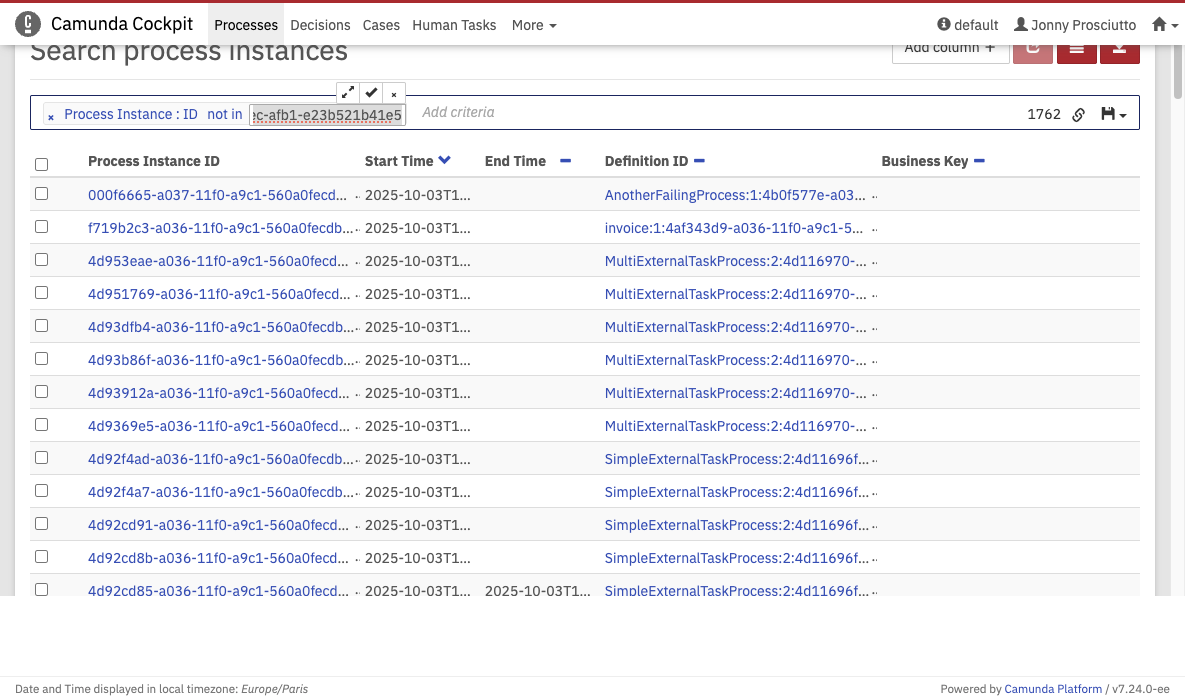 Camunda Cockpit Processes Decisions Cases Human Tasks More default Jonny Prosciutto
Search process instances
Add column +
Process Instance : ID not in ec-afb1-e23b521b41e5 Add criteria 1762
Process Instance ID Start Time End Time Definition ID Business Key
000f6665-a037-11f0-a9c1-560a0fecd... 2025-10-03T1... AnotherFailingProcess:1:4b0f577e-a03...
f719b2c3-a036-11f0-a9c1-560a0fecdb... 2025-10-03T1... invoice:1:4af343d9-a036-11f0-a9c1-5...
4d953eae-a036-11f0-a9c1-560a0fecd... 2025-10-03T1... MultiExternalTaskProcess:2:4d116970-...
4d951769-a036-11f0-a9c1-560a0fecd... 2025-10-03T1... MultiExternalTaskProcess:2:4d116970-...
4d93dfb4-a036-11f0-a9c1-560a0fecdb... 2025-10-03T1... MultiExternalTaskProcess:2:4d116970-...
4d93b86f-a036-11f0-a9c1-560a0fecdb... 2025-10-03T1... MultiExternalTaskProcess:2:4d116970-...
4d93912a-a036-11f0-a9c1-560a0fecd... 2025-10-03T1... MultiExternalTaskProcess:2:4d116970-...
4d9369e5-a036-11f0-a9c1-560a0fecd... 2025-10-03T1... MultiExternalTaskProcess:2:4d116970-...
4d92f4ad-a036-11f0-a9c1-560a0fecdb... 2025-10-03T1... SimpleExternalTaskProcess:2:4d11696f...
4d92f4a7-a036-11f0-a9c1-560a0fecdb... 2025-10-03T1... SimpleExternalTaskProcess:2:4d11696f...
4d92cd91-a036-11f0-a9c1-560a0fecd... 2025-10-03T1... SimpleExternalTaskProcess:2:4d11696f...
4d92cd8b-a036-11f0-a9c1-560a0fecd... 2025-10-03T1... SimpleExternalTaskProcess:2:4d11696f...
4d92cd85-a036-11f0-a9c1-560a0fecd... 2025-10-03T1... 2025-10-03T1... SimpleExternalTaskProcess:2:4d11696f...
Date and Time displayed in local timezone: Europe/Paris Powered by Camunda Platform / v7.24.0-ee